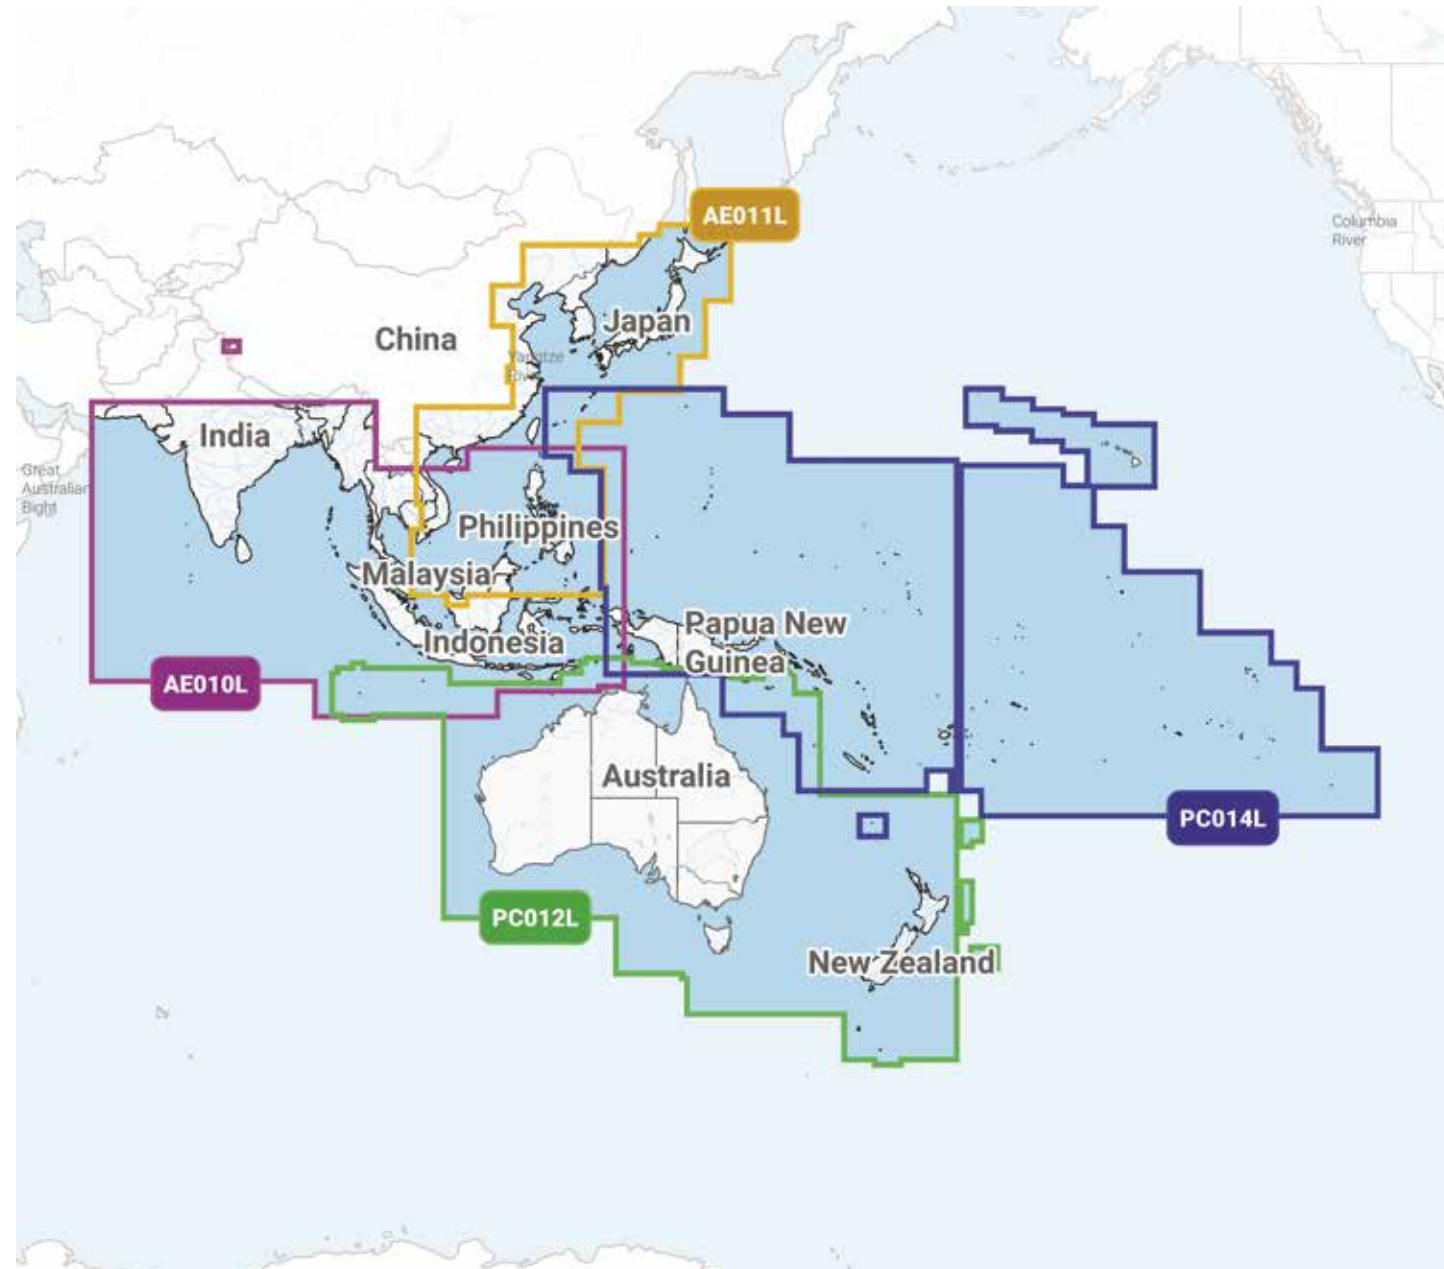 AE011L
Columbia
River
China
Japan
Yangtze
River
India
Great
Australian
Bight
Philippines
Malaysia
Indonesia
Papua New
Guinea
AE010L
Australia
PC014L
PC012L
New Zealand